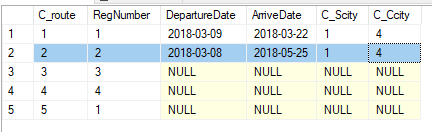 C_route RegNumber DepartureDate ArriveDate C_Scity C_Ccity
1 1 1 2018-03-09 2018-03-22 1 4
2 2 2 2018-03-08 2018-05-25 1 4
3 3 3 NULL NULL NULL NULL
4 4 4 NULL NULL NULL NULL
5 5 1 NULL NULL NULL NULL